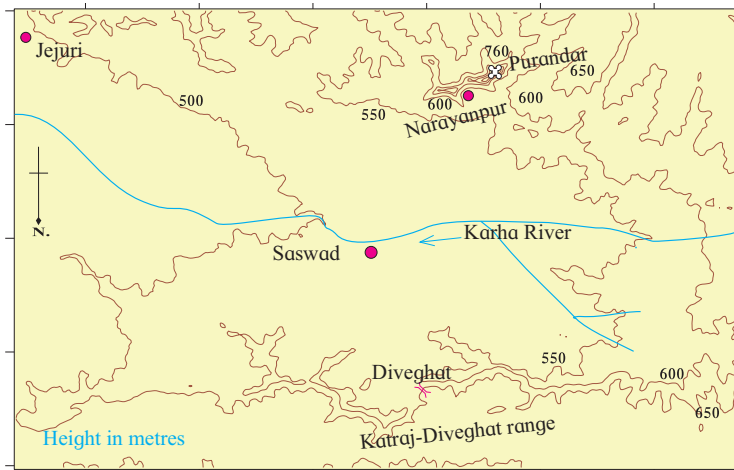 Jejuri
760
Purandar
650
500
600
600
550
Narayanpur
N.
Karha River
Saswad
550
Diveghat
600
650
Katraj-Diveghat range
Height in metres